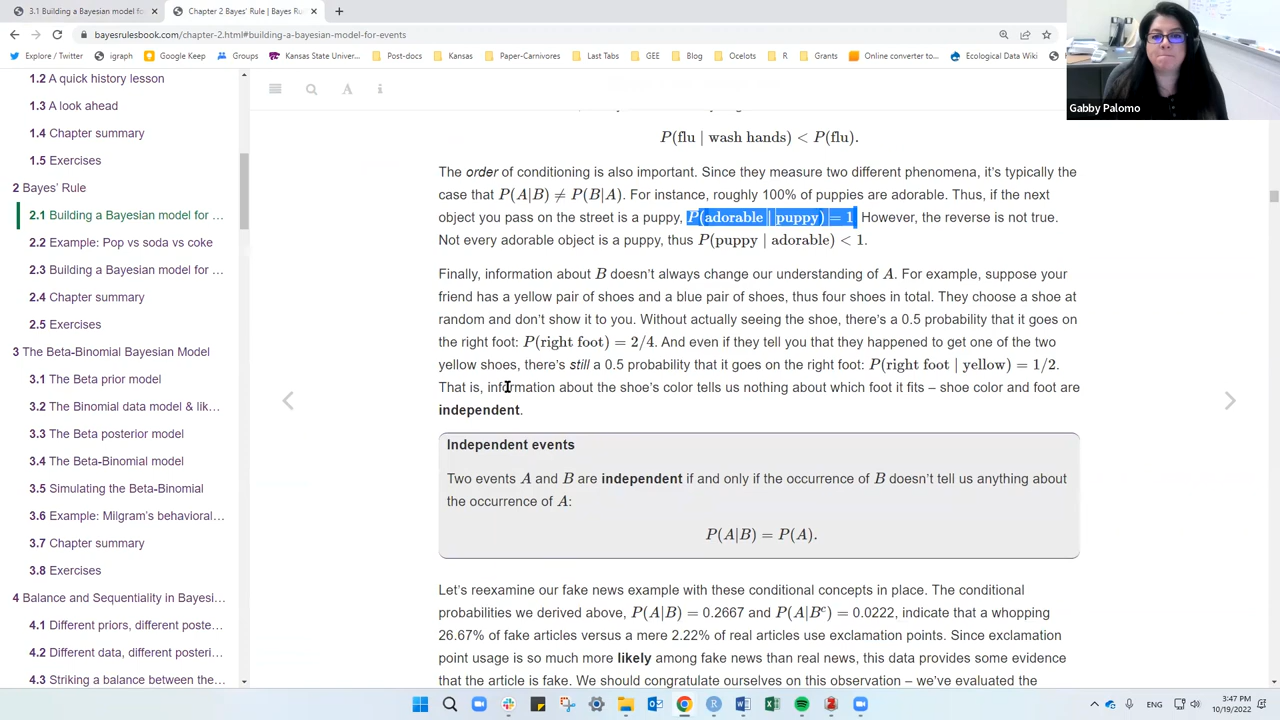 3.1 Building a Bayesian model for
Chapter 2 Bayes' Rule | Bayes Rul
bayesrulesbook.com/chapter-2.html#building-a-bayesian-model-for-events
Explore / Twitter
igraph
Google Keep
Groups
Kansas State Univer...
Post-docs
Kansas
Paper-Carnivores
Last Tabs
GEE
Blog
Ocelots
R
Grants
Online converter to...
Ecological Data Wi
Gabby Palomo
1.2 A quick history lesson
1.3 A look ahead
1.4 Chapter summary
1.5 Exercises
2 Bayes' Rule
2.1 Building a Bayesian model for ...
2.2 Example: Pop vs soda vs coke
2.3 Building a Bayesian model for ...
2.4 Chapter summary
2.5 Exercises
3 The Beta-Binomial Bayesian Model
3.1 The Beta prior model
3.2 The Binomial data model & lik...
3.3 The Beta posterior model
3.4 The Beta-Binomial model
3.5 Simulating the Beta-Binomial
3.6 Example: Milgram's behavioral...
3.7 Chapter summary
3.8 Exercises
4 Balance and Sequentiality in Bayesi...
4.1 Different priors, different poste...
4.2 Different data, different posteri...
4.3 Striking a balance between the...
P(flu | wash hands) < P(flu).
The order of conditioning is also important. Since they measure two different phenomena, it's typically the
case that P(A|B) ≠ P(B|A). For instance, roughly 100% of puppies are adorable. Thus, if the next
object you pass on the street is a puppy, P(adorable | puppy) = 1. However, the reverse is not true.
Not every adorable object is a puppy, thus P(puppy | adorable) < 1.
Finally, information about B doesn't always change our understanding of A. For example, suppose your
friend has a yellow pair of shoes and a blue pair of shoes, thus four shoes in total. They choose a shoe at
random and don't show it to you. Without actually seeing the shoe, there's a 0.5 probability that it goes on
the right foot: P(right foot) = 2/4. And even if they tell you that they happened to get one of the two
yellow shoes, there's still a 0.5 probability that it goes on the right foot: P(right foot | yellow) = 1/2.
That is, information about the shoe's color tells us nothing about which foot it fits – shoe color and foot are
independent.
Independent events
Two events A and B are independent if and only if the occurrence of B doesn't tell us anything about
the occurrence of A:
P(A|B) = P(A).
Let's reexamine our fake news example with these conditional concepts in place. The conditional
probabilities we derived above, P(A|B) = 0.2667 and P(A|Bᶜ) = 0.0222, indicate that a whopping
26.67% of fake articles versus a mere 2.22% of real articles use exclamation points. Since exclamation
point usage is so much more likely among fake news than real news, this data provides some evidence
that the article is fake. We should congratulate ourselves on this observation – we've evaluated the
ENG
3:47 PM
10/19/2022